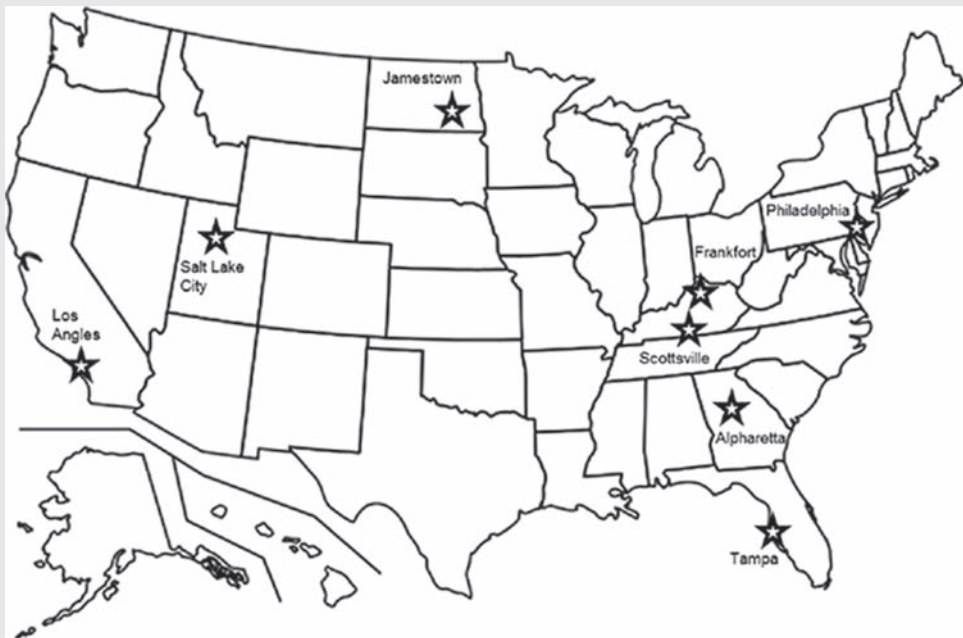 Jamestown
Philadelphia
Frankfort
Salt Lake
City
Los
Angles
Scottsville
Alpharetta
Tampa